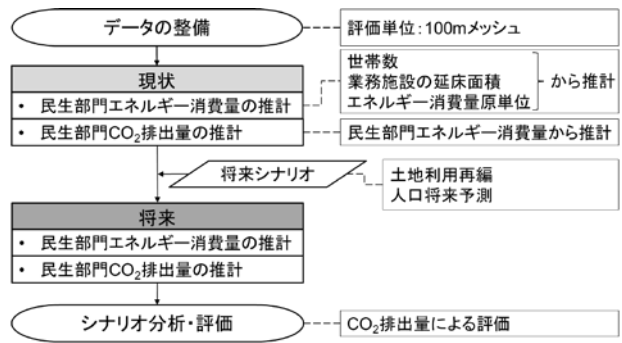 データの整備
評価単位：100mメッシュ
現状
・ 民生部門エネルギー消費量の推計
・ 民生部門CO₂排出量の推計
世帯数
業務施設の延床面積
エネルギー消費量原単位
から推計
民生部門エネルギー消費量から推計
将来シナリオ
土地利用再編
人口将来予測
将来
・ 民生部門エネルギー消費量の推計
・ 民生部門CO₂排出量の推計
シナリオ分析・評価
CO₂排出量による評価